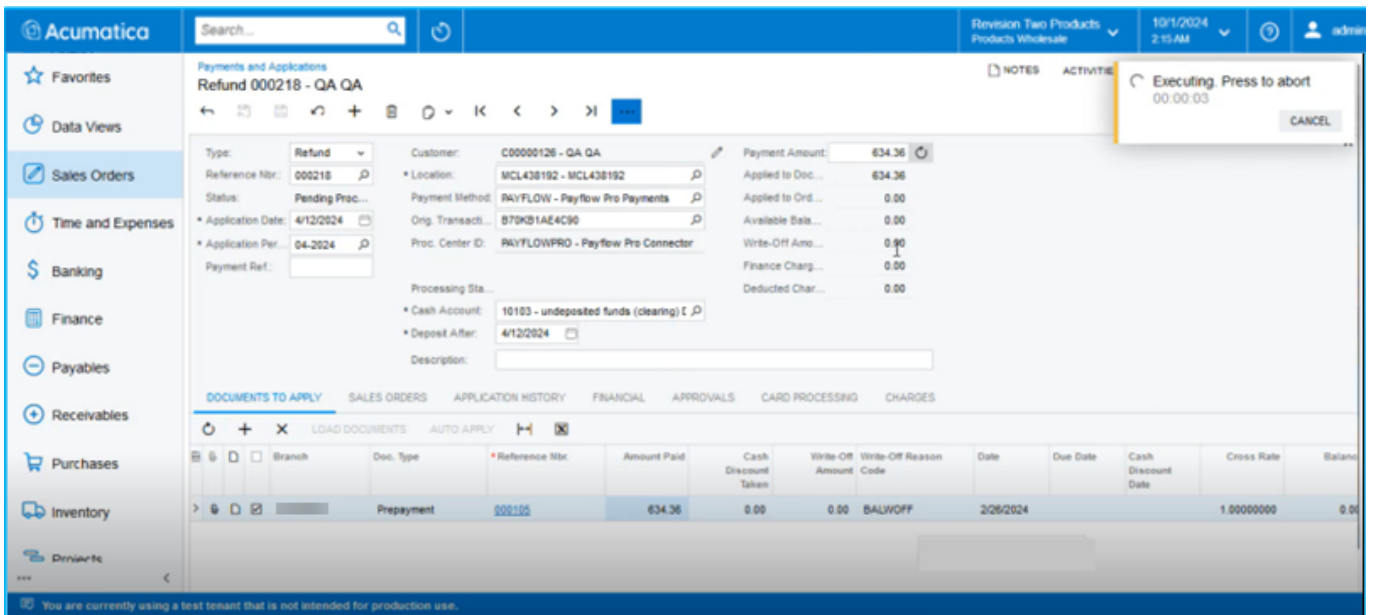 Acumatica
Search...
Revision Two Products
Products Wholesale
10/1/2024
2:15 AM
admin
Favorites
Data Views
Sales Orders
Time and Expenses
Banking
Finance
Payables
Receivables
Purchases
Inventory
Projects
Payments and Applications
Refund 000218 - QA QA
NOTES ACTIVITIE
Executing. Press to abort
00:00:03
CANCEL
Type: Refund
Reference Nbr.: 000218
Status: Pending Proc...
* Application Date: 4/12/2024
* Application Per... 04-2024
Payment Ref.:
Customer: C00000126 - QA QA
* Location: MCL438192 - MCL438192
Payment Method: PAYFLOW - Payflow Pro Payments
Orig. Transacti... B70KB1AE4C90
Proc. Center ID: PAYFLOWPRO - Payflow Pro Connector
Processing Sta...
* Cash Account: 10103 - undeposited funds (clearing)
* Deposit After: 4/12/2024
Description:
Payment Amount: 634.36
Applied to Doc... 634.36
Applied to Ord... 0.00
Available Bala... 0.00
Write-Off Amo... 0.00
Finance Charg... 0.00
Deducted Char... 0.00
DOCUMENTS TO APPLY SALES ORDERS APPLICATION HISTORY FINANCIAL APPROVALS CARD PROCESSING CHARGES
LOAD DOCUMENTS AUTO APPLY
Branch Doc. Type * Reference Nbr. Amount Paid Cash Discount Taken Write-Off Amount Write-Off Reason Code Date Due Date Cash Discount Date Cross Rate Balance
Prepayment 000105 634.36 0.00 0.00 BALWOFF 2/26/2024 1.00000000 0.00
You are currently using a test tenant that is not intended for production use.